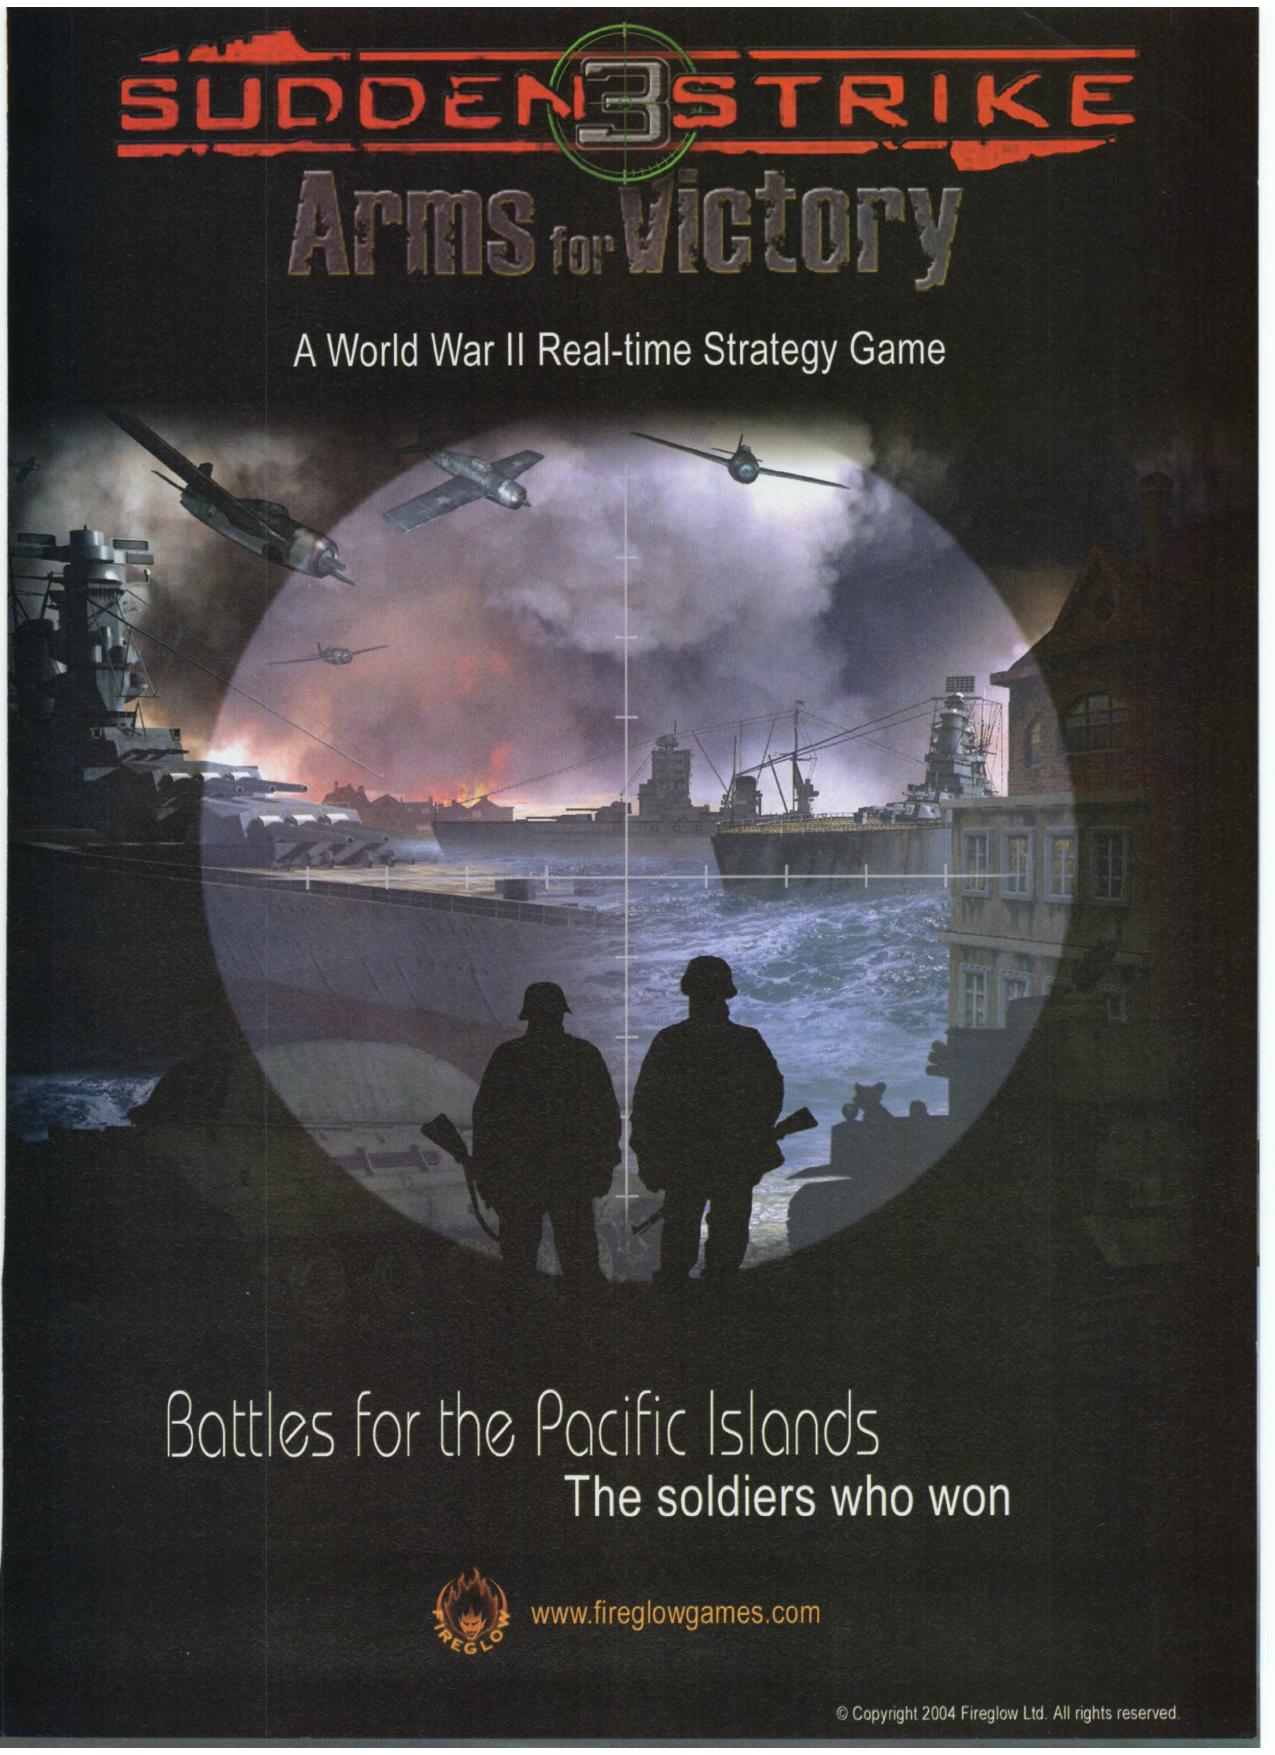 SUDDEN 3 STRIKE
Arms for Victory
A World War II Real-time Strategy Game
Battles for the Pacific Islands
The soldiers who won
FIREGLOW
www.fireglowgames.com
© Copyright 2004 Fireglow Ltd. All rights reserved.